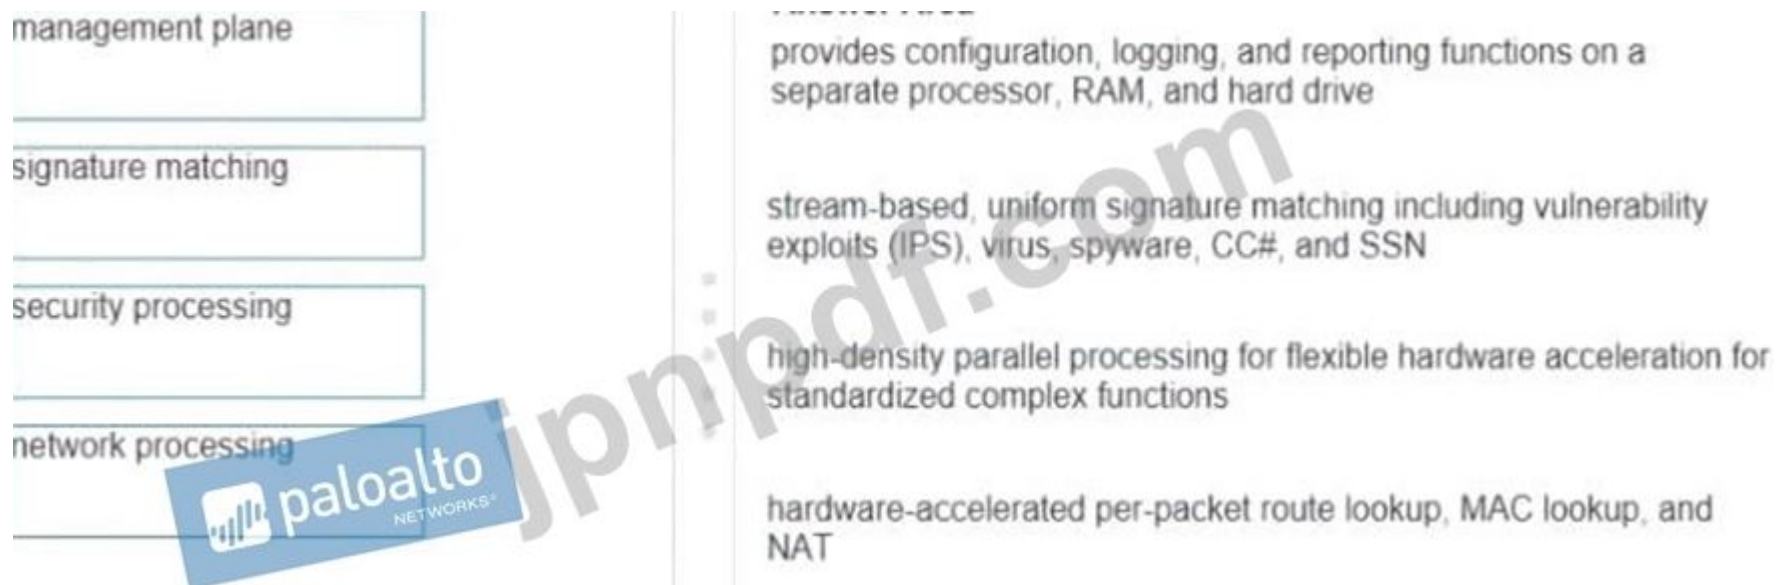 management plane
signature matching
security processing
network processing
Answer Area
provides configuration, logging, and reporting functions on a
separate processor, RAM, and hard drive
stream-based, uniform signature matching including vulnerability
exploits (IPS), virus, spyware, CC#, and SSN
high-density parallel processing for flexible hardware acceleration for
standardized complex functions
hardware-accelerated per-packet route lookup, MAC lookup, and
NAT
paloalto
NETWORKS®
jpnpdf.com